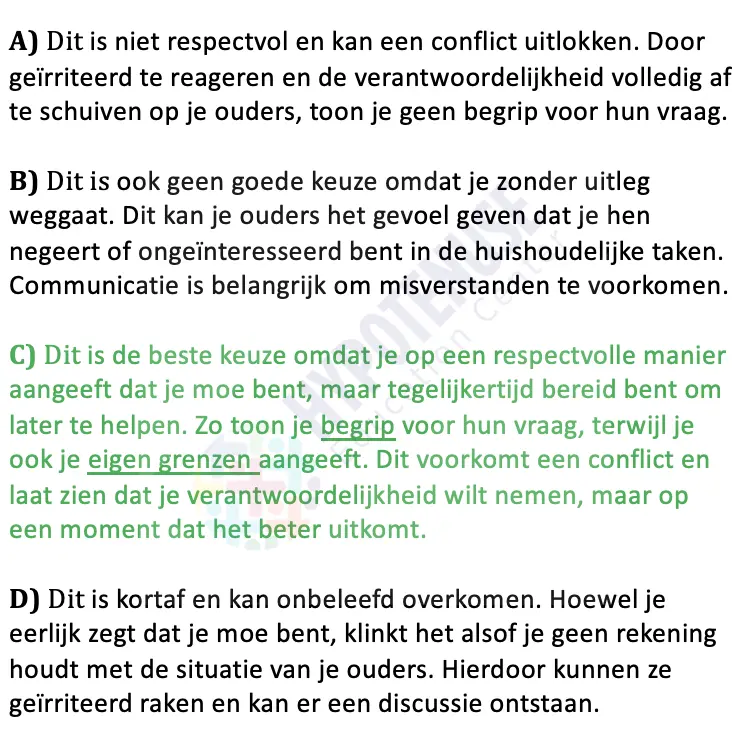 A) Dit is niet respectvol en kan een conflict uitlokken. Door
geïrriteerd te reageren en de verantwoordelijkheid volledig af
te schuiven op je ouders, toon je geen begrip voor hun vraag.
B) Dit is ook geen goede keuze omdat je zonder uitleg
weggaat. Dit kan je ouders het gevoel geven dat je hen
negeert of ongeïnteresseerd bent in de huishoudelijke taken.
Communicatie is belangrijk om misverstanden te voorkomen.
C) Dit is de beste keuze omdat je op een respectvolle manier
aangeeft dat je moe bent, maar tegelijkertijd bereid bent om
later te helpen. Zo toon je begrip voor hun vraag, terwijl je
ook je eigen grenzen aangeeft. Dit voorkomt een conflict en
laat zien dat je verantwoordelijkheid wilt nemen, maar op
een moment dat het beter uitkomt.
D) Dit is kortaf en kan onbeleefd overkomen. Hoewel je
eerlijk zegt dat je moe bent, klinkt het alsof je geen rekening
houdt met de situatie van je ouders. Hierdoor kunnen ze
geïrriteerd raken en kan er een discussie ontstaan.
HYPOTENUSE
Education Center